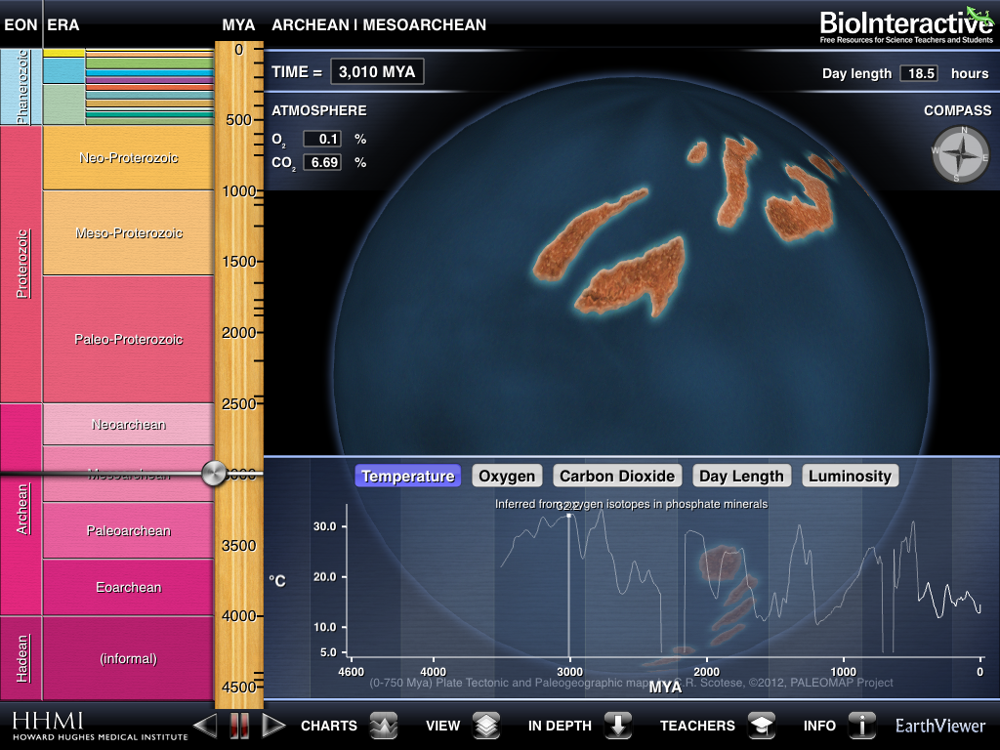 EON ERA MYA ARCHEAN | MESOARCHEAN
BioInteractive
Free Resources for Science Teachers and Students
TIME = 3,010 MYA
Day length 18.5 hours
ATMOSPHERE
O2 0.1 %
CO2 6.69 %
COMPASS
N
W E
S
Phanerozoic
Proterozoic
Archean
Hadean
Neo-Proterozoic
Meso-Proterozoic
Paleo-Proterozoic
Neoarchean
Mesoarchean
Paleoarchean
Eoarchean
(informal)
0
500
1000
1500
2000
2500
3000
3500
4000
4500
Temperature Oxygen Carbon Dioxide Day Length Luminosity
Inferred from oxygen isotopes in phosphate minerals
30.0
20.0
10.0
5.0
°C
4600 4000 3000 2000 1000 0
(0-750 Mya) Plate Tectonic and Paleogeographic maps by C.R. Scotese, ©2012, PALEOMAP Project
MYA
HHMI
HOWARD HUGHES MEDICAL INSTITUTE
CHARTS VIEW IN DEPTH TEACHERS INFO i EarthViewer